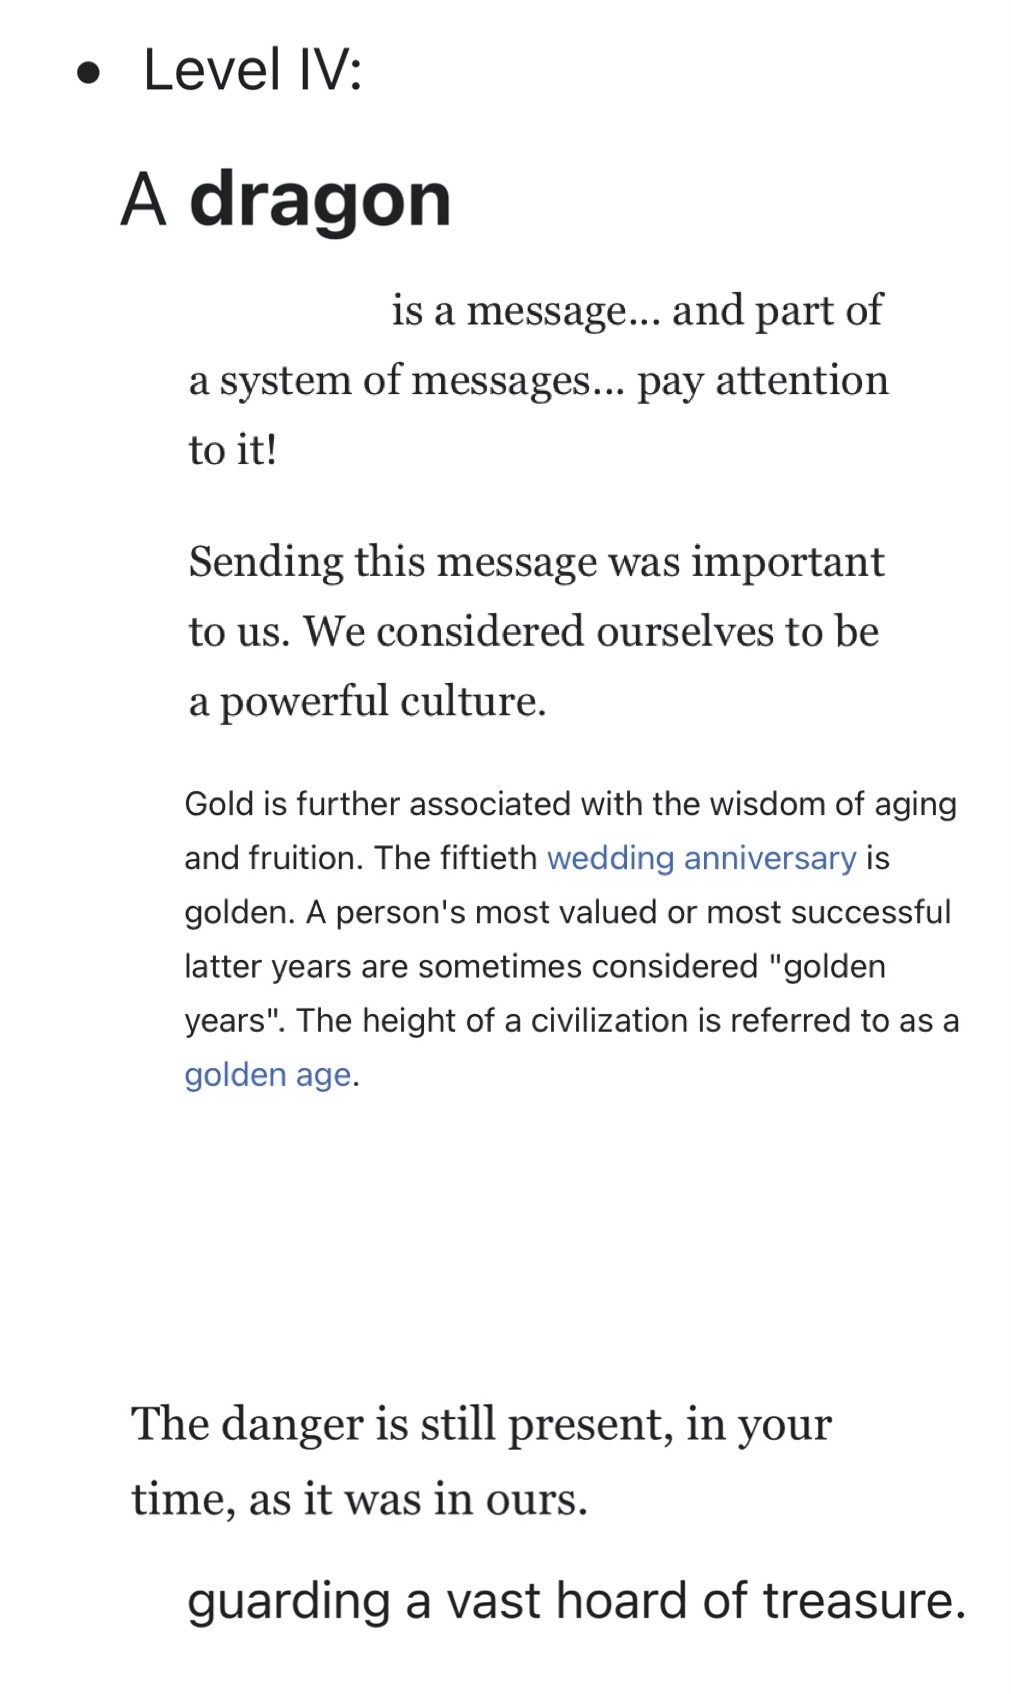 • Level IV:
A dragon
is a message... and part of
a system of messages... pay attention
to it!
Sending this message was important
to us. We considered ourselves to be
a powerful culture.
Gold is further associated with the wisdom of aging
and fruition. The fiftieth wedding anniversary is
golden. A person's most valued or most successful
latter years are sometimes considered "golden
years". The height of a civilization is referred to as a
golden age.
The danger is still present, in your
time, as it was in ours.
guarding a vast hoard of treasure.